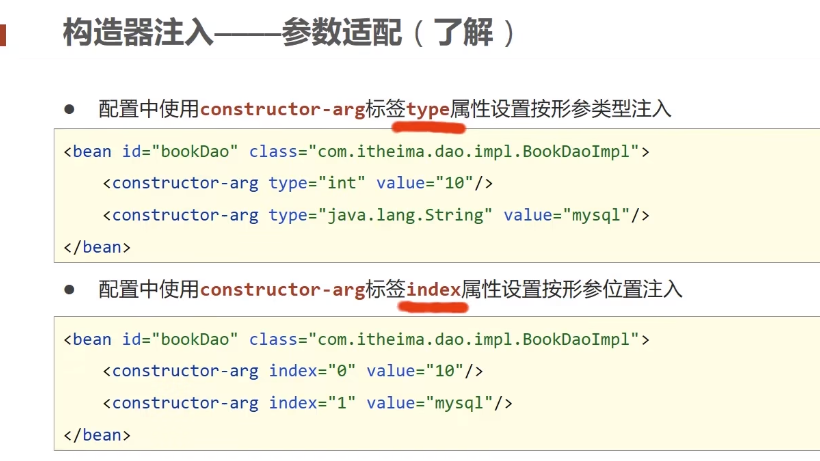 构造器注入————参数适配（了解）
● 配置中使用constructor-arg标签type属性设置按形参类型注入
<bean id="bookDao" class="com.itheima.dao.impl.BookDaoImpl">
<constructor-arg type="int" value="10"/>
<constructor-arg type="java.lang.String" value="mysql"/>
</bean>
● 配置中使用constructor-arg标签index属性设置按形参位置注入
<bean id="bookDao" class="com.itheima.dao.impl.BookDaoImpl">
<constructor-arg index="0" value="10"/>
<constructor-arg index="1" value="mysql"/>
</bean>